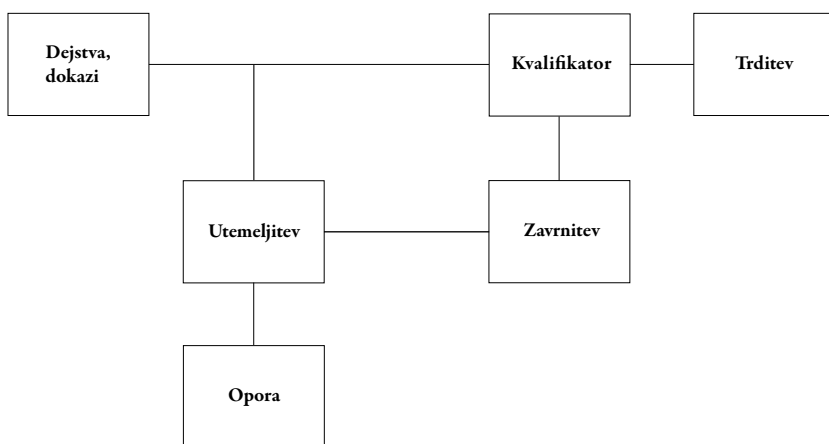 Dejstva,
dokazi
Kvalifikator
Trditev
Utemeljitev
Zavrnitev
Opora